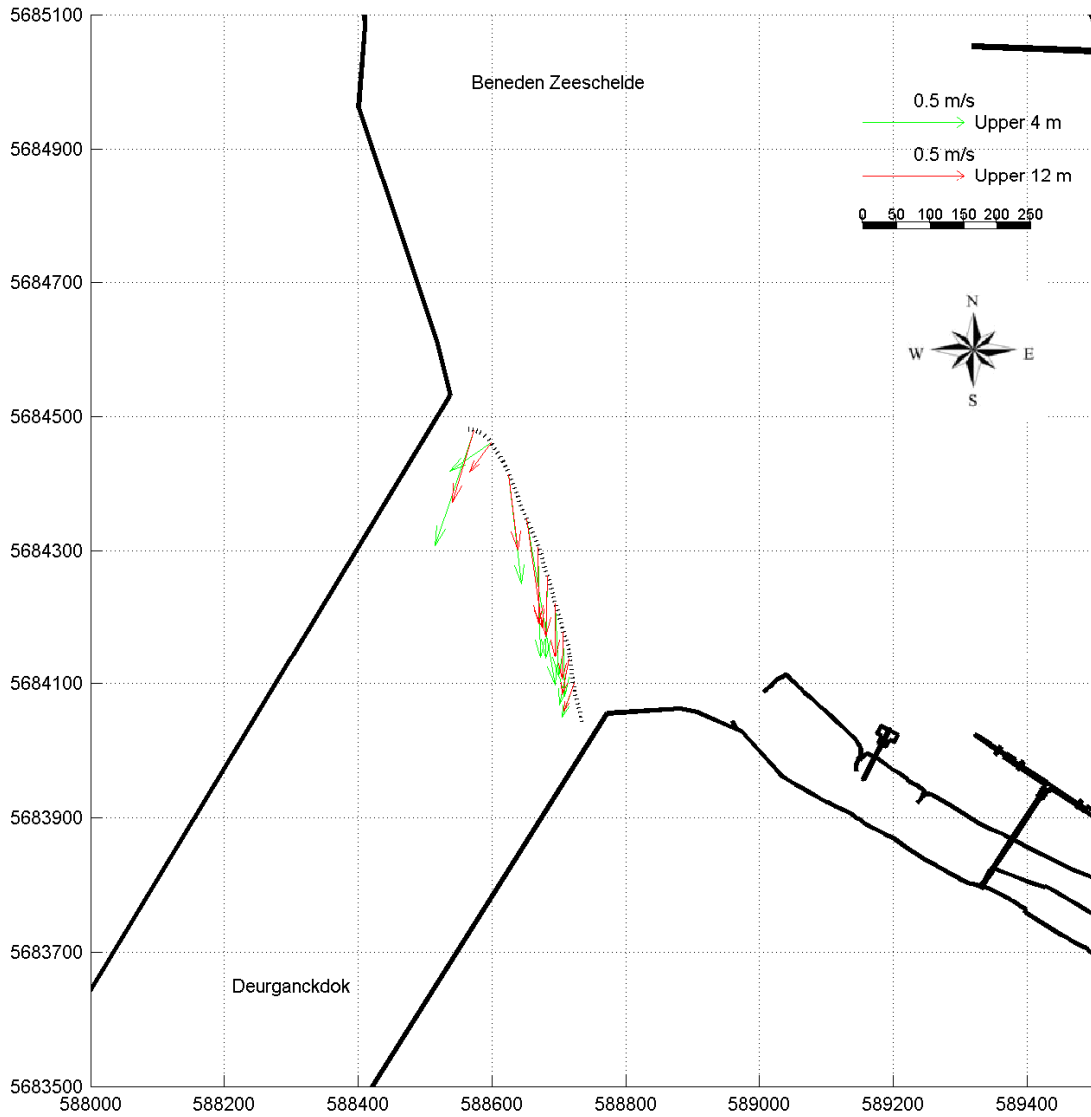 5685100
Beneden Zeeschelde
0.5 m/s
Upper 4 m
5684900
0.5 m/s
Upper 12 m
0 50 100 150 200 250
5684700
N
W E
S
5684500
5684300
5684100
5683900
5683700
Deurganckdok
5683500
588000 588200 588400 588600 588800 589000 589200 589400